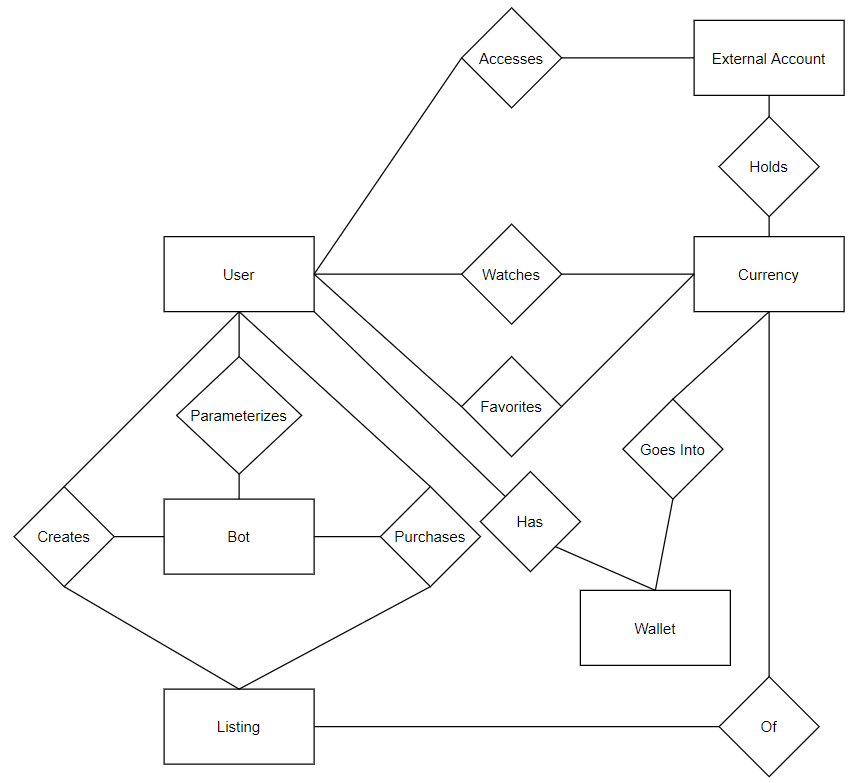 Accesses
External Account
Holds
User
Watches
Currency
Favorites
Parameterizes
Goes Into
Has
Creates
Bot
Purchases
Wallet
Listing
Of